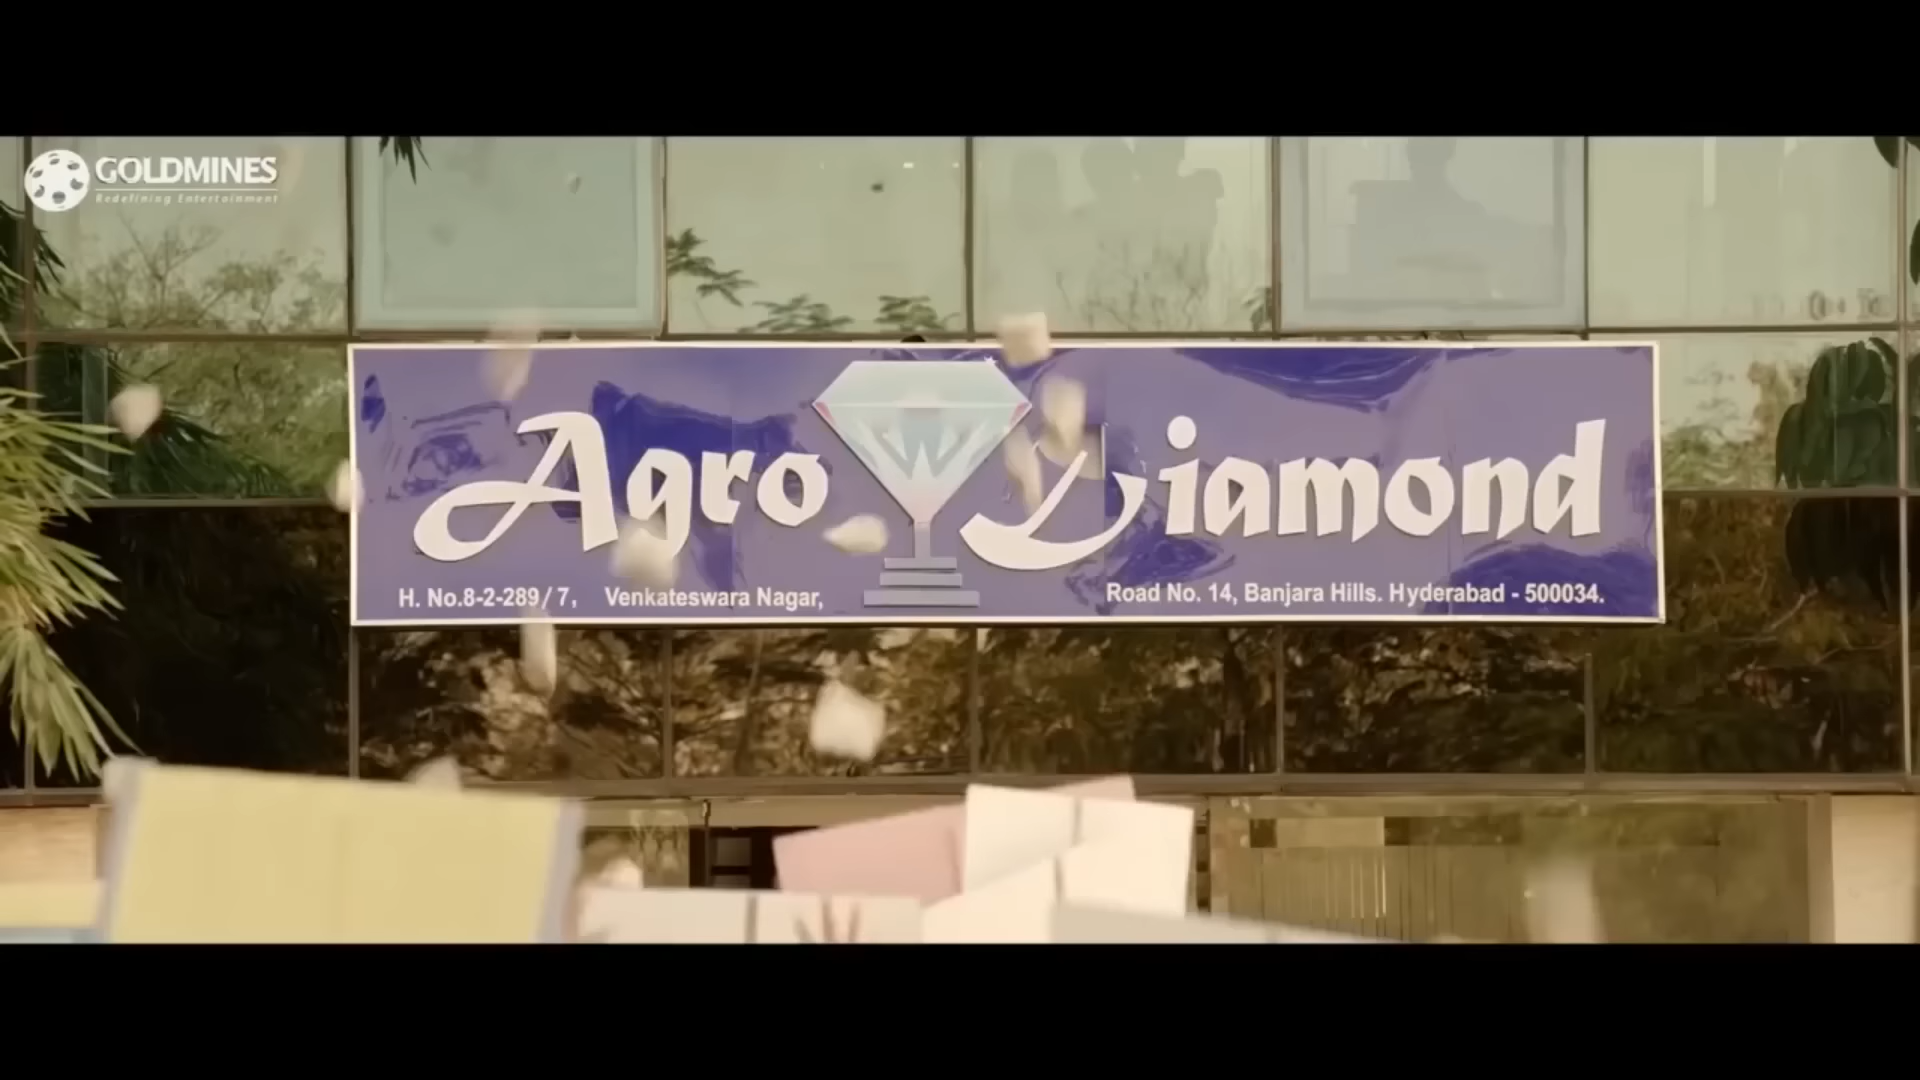 GOLDMINES
Redefining Entertainment
Agro Diamond
H. No.8-2-289/7, Venkateswara Nagar, Road No. 14, Banjara Hills. Hyderabad - 500034.